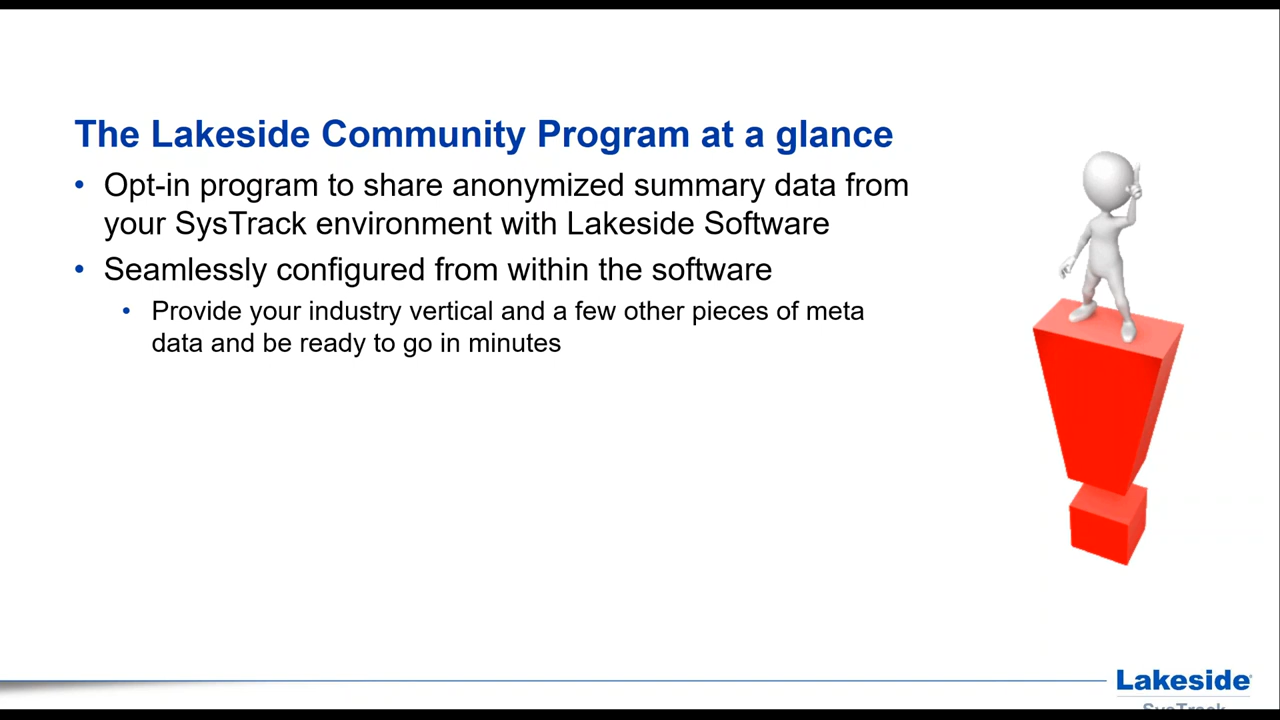 The Lakeside Community Program at a glance
• Opt-in program to share anonymized summary data from
your SysTrack environment with Lakeside Software
• Seamlessly configured from within the software
• Provide your industry vertical and a few other pieces of meta
data and be ready to go in minutes
Lakeside
SysTrack